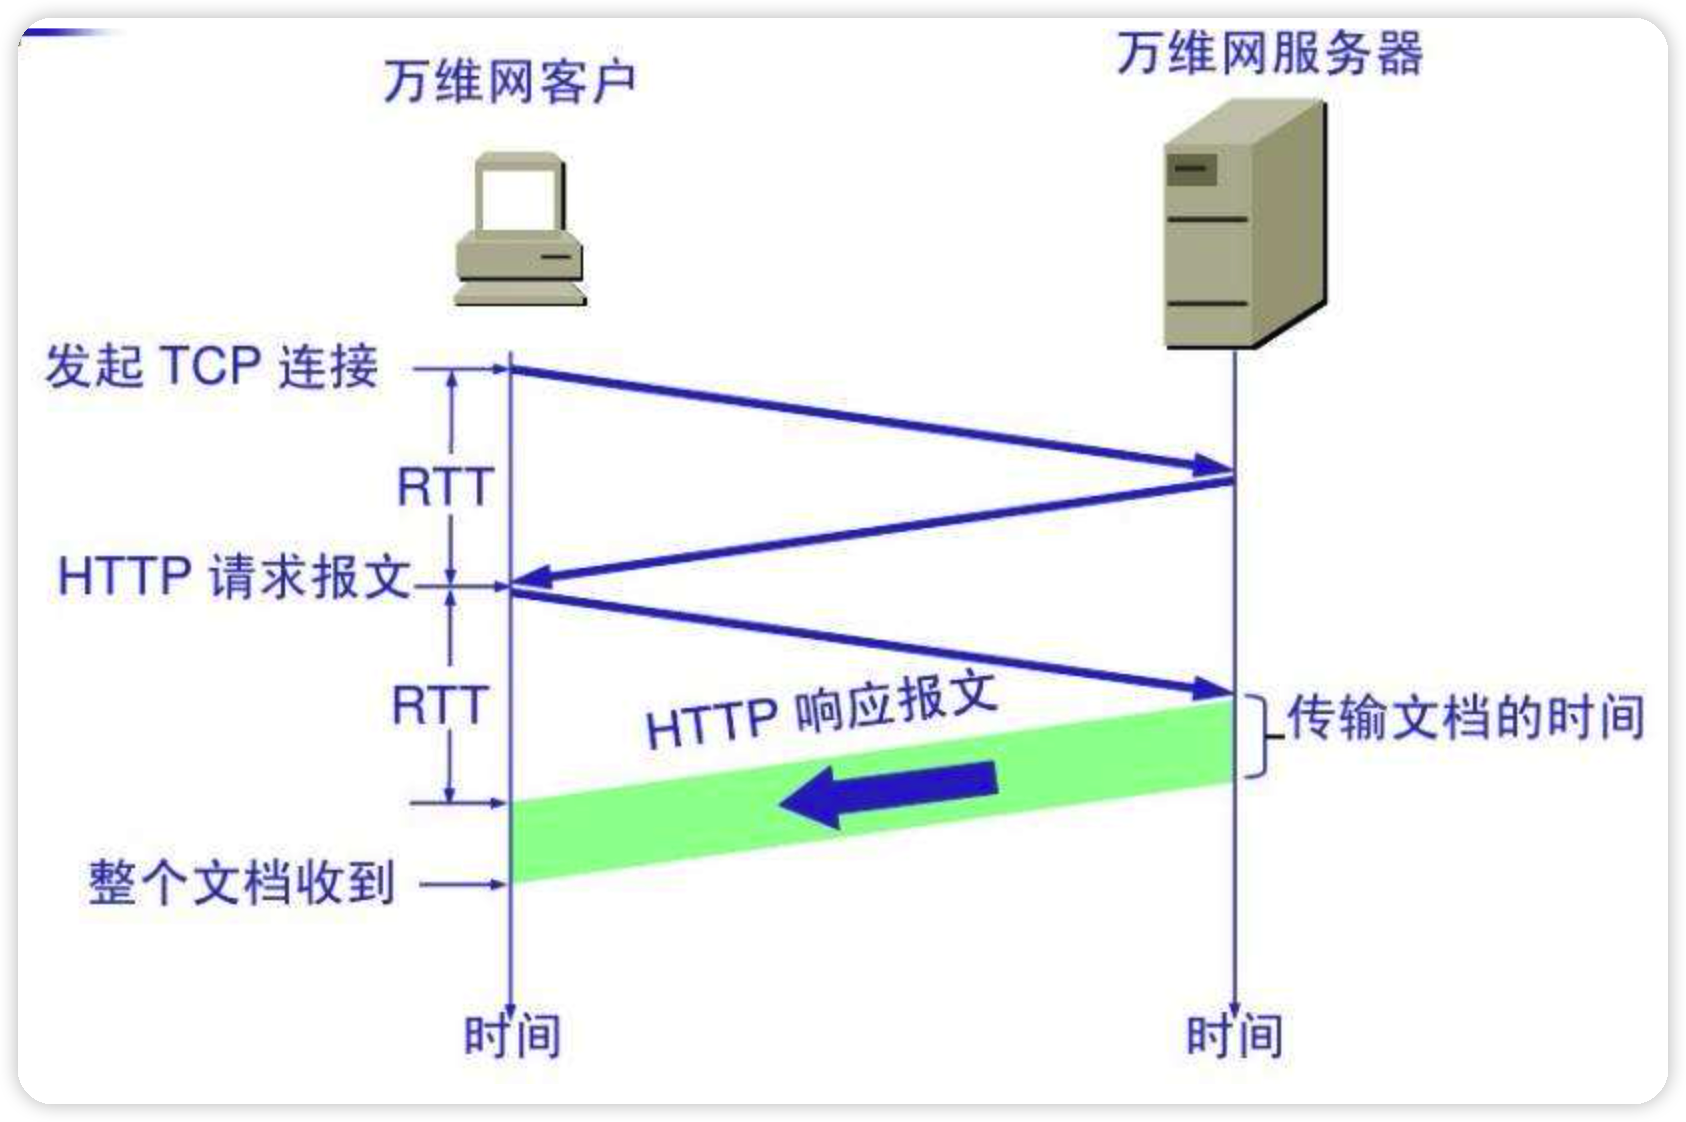 万维网客户
万维网服务器
发起 TCP 连接
RTT
HTTP 请求报文
RTT
HTTP 响应报文
传输文档的时间
整个文档收到
时间
时间